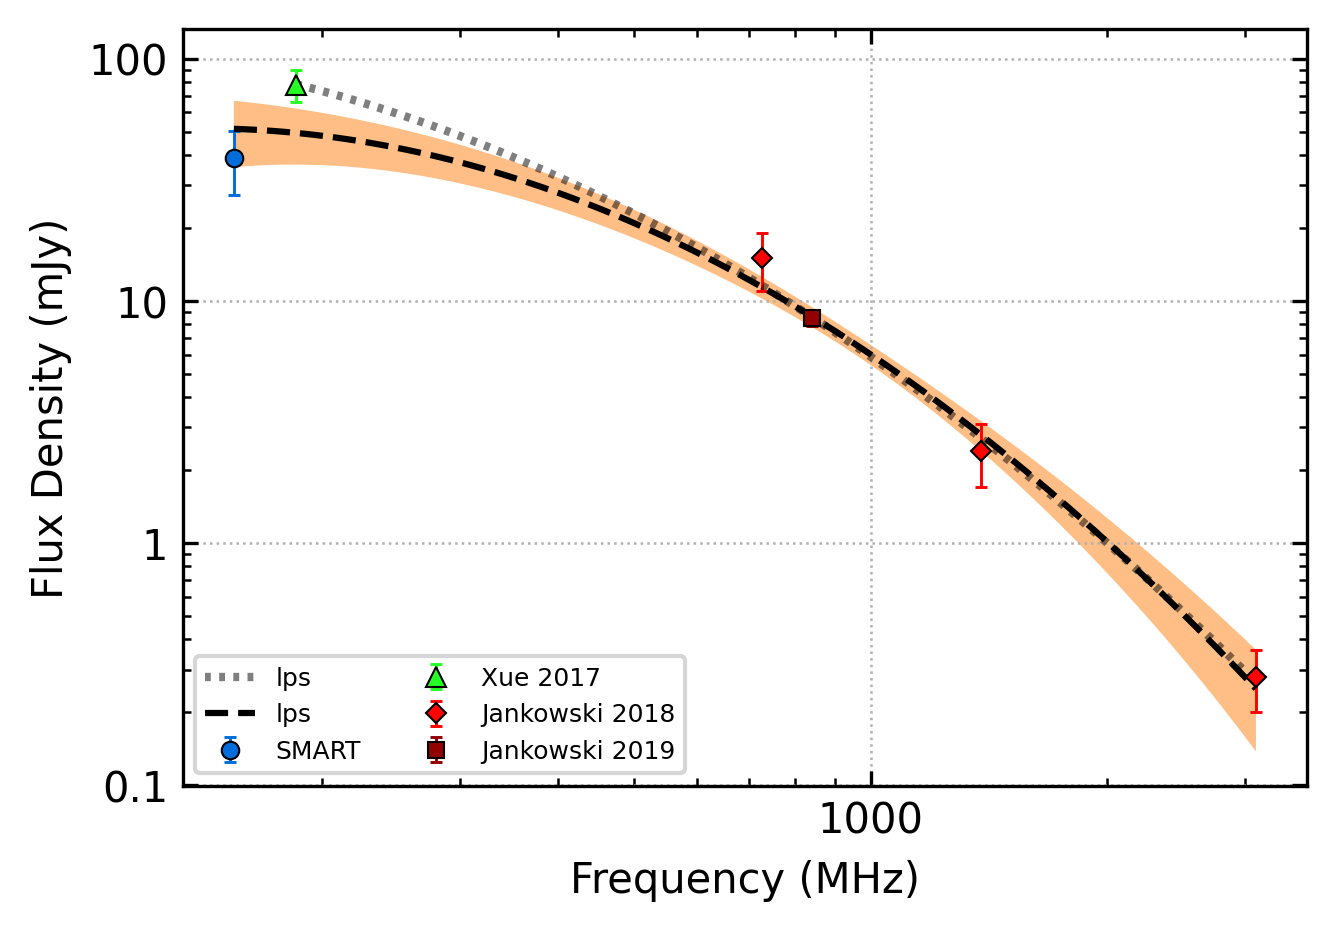 100
10
1
0.1
Flux Density (mJy)
lps
lps
SMART
Xue 2017
Jankowski 2018
Jankowski 2019
1000
Frequency (MHz)